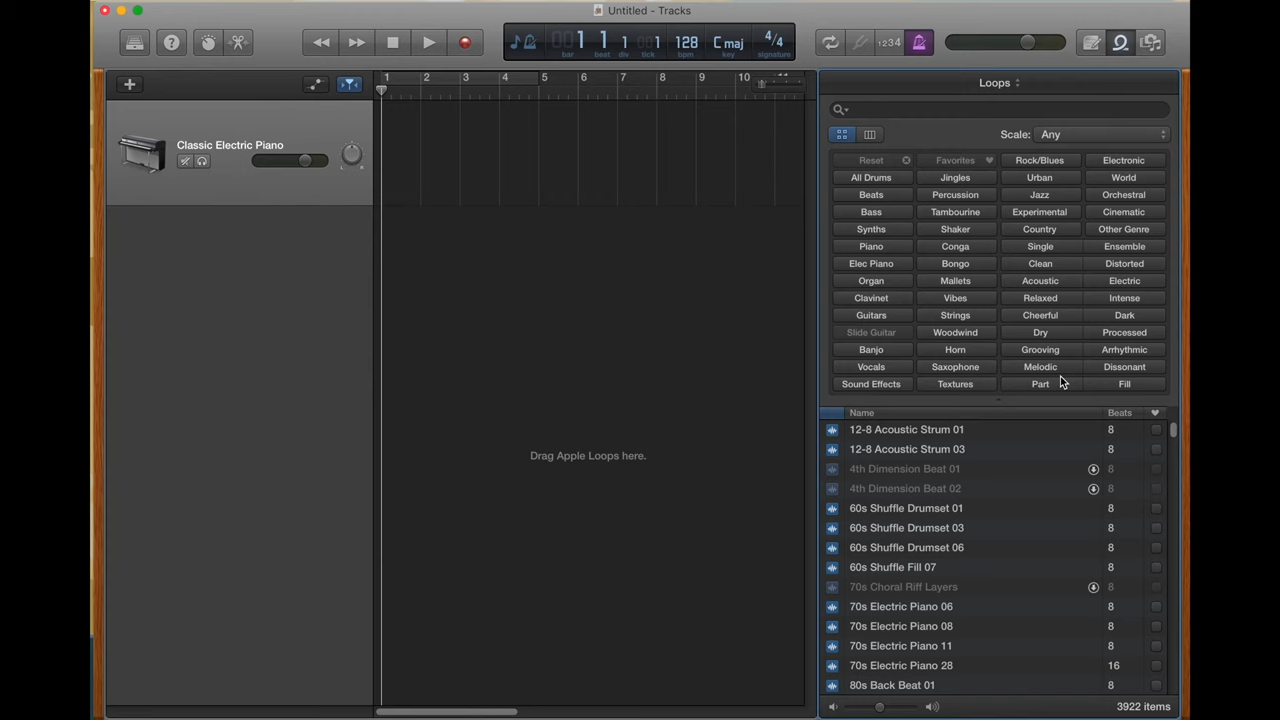 Untitled - Tracks
1 1 1 001 128 C maj 4/4
bar beat div tick bpm key signature
1234
1 2 3 4 5 6 7 8 9 10 11
Classic Electric Piano
Drag Apple Loops here.
Loops
Scale: Any
Reset Favorites Rock/Blues Electronic
All Drums Jingles Urban World
Beats Percussion Jazz Orchestral
Bass Tambourine Experimental Cinematic
Synths Shaker Country Other Genre
Piano Conga Single Ensemble
Elec Piano Bongo Clean Distorted
Organ Mallets Acoustic Electric
Clavinet Vibes Relaxed Intense
Guitars Strings Cheerful Dark
Slide Guitar Woodwind Dry Processed
Banjo Horn Grooving Arrhythmic
Vocals Saxophone Melodic Dissonant
Sound Effects Textures Part Fill
Name Beats
12-8 Acoustic Strum 01 8
12-8 Acoustic Strum 03 8
4th Dimension Beat 01 8
4th Dimension Beat 02 8
60s Shuffle Drumset 01 8
60s Shuffle Drumset 03 8
60s Shuffle Drumset 06 8
60s Shuffle Fill 07 8
70s Choral Riff Layers 8
70s Electric Piano 06 8
70s Electric Piano 08 8
70s Electric Piano 11 8
70s Electric Piano 28 16
80s Back Beat 01 8
3922 items